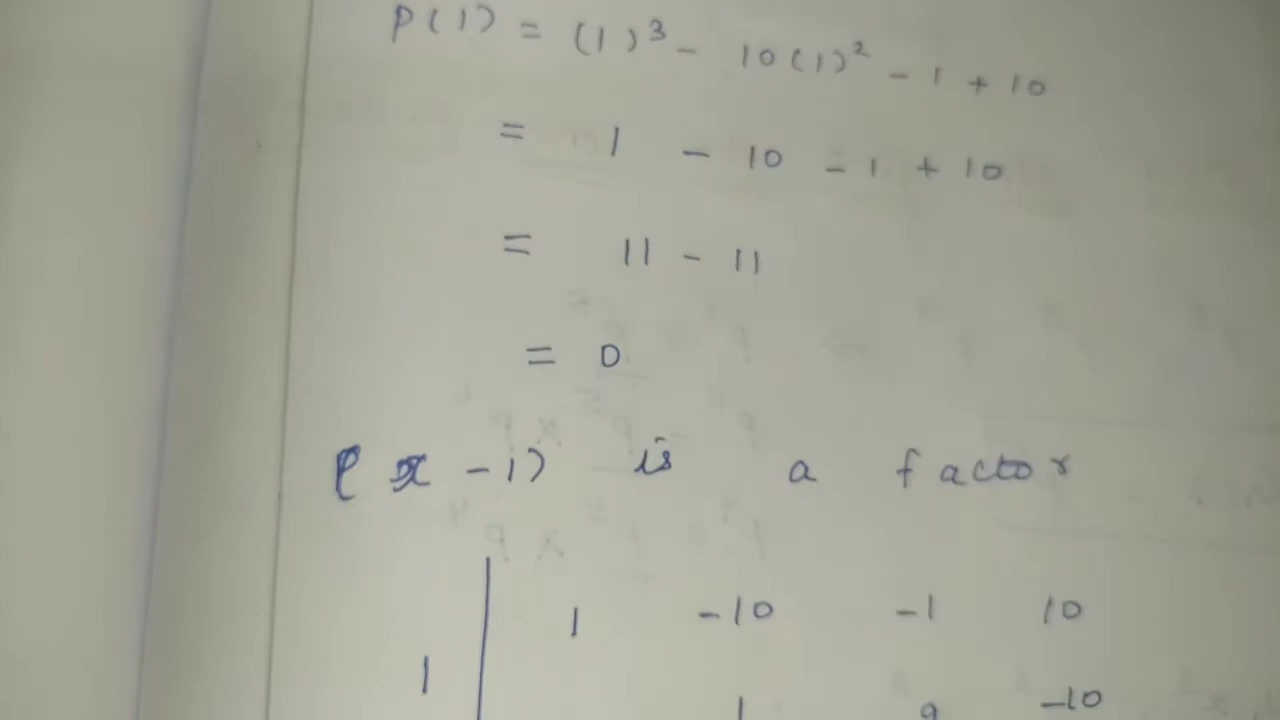 P(1) = (1)³ - 10(1)² - 1 + 10
= 1 - 10 - 1 + 10
= 11 - 11
= 0
(x - 1) is a factor
1 -10 -1 10
1
1 9 -10